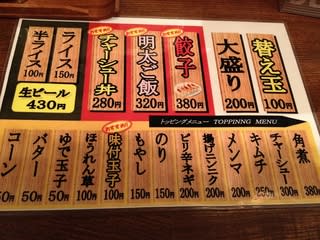 替え玉
100円
大盛り
200円
おすすめ!
餃子
380円
おすすめ!
明太ご飯
320円
おすすめ!
チャーシュー丼
280円
ライス
150円
半ライス
100円
生ビール
430円
トッピングメニュー TOPPINNG MENU
角煮
380円
チャーシュー
300円
キムチ
250円
メンマ
200円
揚げニンニク
200円
ピリ辛ネギ
200円
のり
150円
もやし
150円
おすすめ!
味付玉子
100円
ほうれん草
100円
ゆで玉子
50円
バター
50円
コーン
50円